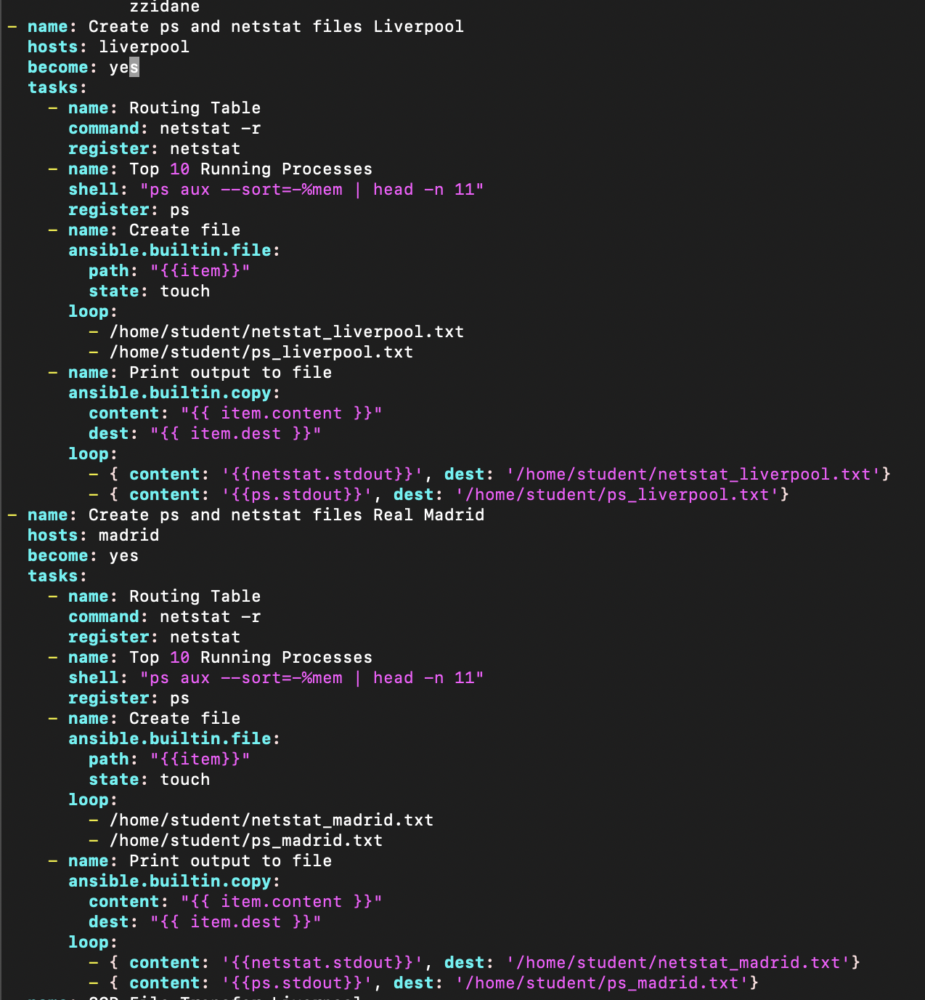 zzidane
- name: Create ps and netstat files Liverpool
  hosts: liverpool
  become: yes
  tasks:
    - name: Routing Table
      command: netstat -r
      register: netstat
    - name: Top 10 Running Processes
      shell: "ps aux --sort=-%mem | head -n 11"
      register: ps
    - name: Create file
      ansible.builtin.file:
        path: "{{item}}"
        state: touch
      loop:
        - /home/student/netstat_liverpool.txt
        - /home/student/ps_liverpool.txt
    - name: Print output to file
      ansible.builtin.copy:
        content: "{{ item.content }}"
        dest: "{{ item.dest }}"
      loop:
        - { content: '{{netstat.stdout}}', dest: '/home/student/netstat_liverpool.txt'}
        - { content: '{{ps.stdout}}', dest: '/home/student/ps_liverpool.txt'}
- name: Create ps and netstat files Real Madrid
  hosts: madrid
  become: yes
  tasks:
    - name: Routing Table
      command: netstat -r
      register: netstat
    - name: Top 10 Running Processes
      shell: "ps aux --sort=-%mem | head -n 11"
      register: ps
    - name: Create file
      ansible.builtin.file:
        path: "{{item}}"
        state: touch
      loop:
        - /home/student/netstat_madrid.txt
        - /home/student/ps_madrid.txt
    - name: Print output to file
      ansible.builtin.copy:
        content: "{{ item.content }}"
        dest: "{{ item.dest }}"
      loop:
        - { content: '{{netstat.stdout}}', dest: '/home/student/netstat_madrid.txt'}
        - { content: '{{ps.stdout}}', dest: '/home/student/ps_madrid.txt'}